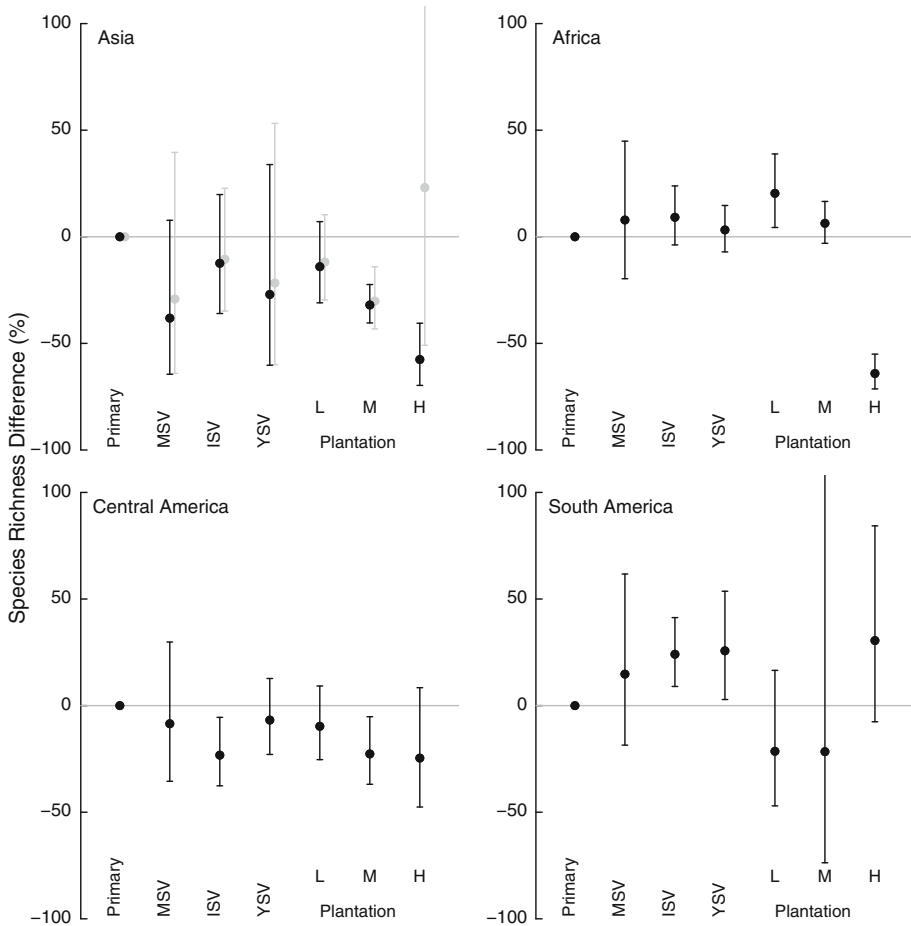 Species Richness Difference (%)
Asia
100
50
0
−50
−100
Primary
MSV
ISV
YSV
L
M
H
Plantation
Africa
100
50
0
−50
−100
Primary
MSV
ISV
YSV
L
M
H
Plantation
Central America
100
50
0
−50
−100
Primary
MSV
ISV
YSV
L
M
H
Plantation
South America
100
50
0
−50
−100
Primary
MSV
ISV
YSV
L
M
H
Plantation